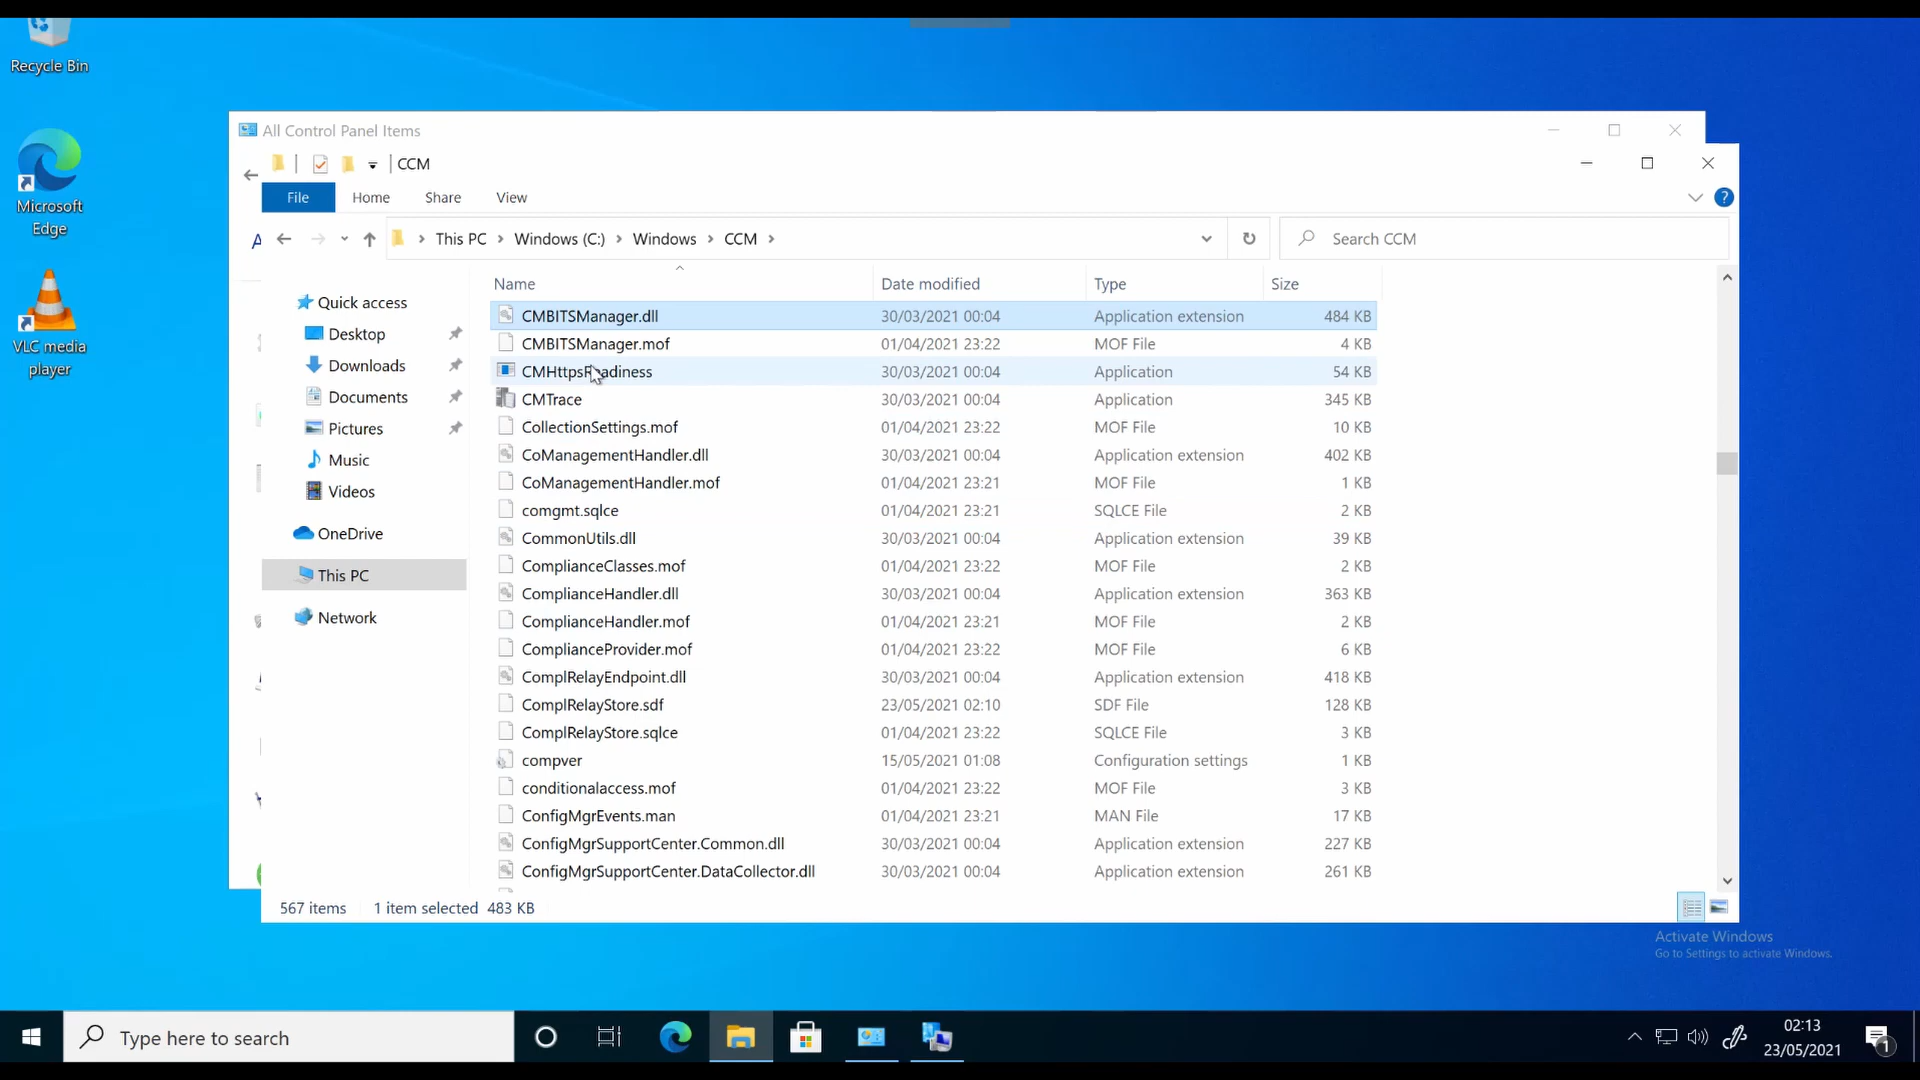 Recycle Bin
Microsoft
Edge
VLC media
player
All Control Panel Items
CCM
File Home Share View
This PC Windows (C:) Windows CCM
Search CCM
Quick access
Desktop
Downloads
Documents
Pictures
Music
Videos
OneDrive
This PC
Network
Name Date modified Type Size
CMBITSManager.dll 30/03/2021 00:04 Application extension 484 KB
CMBITSManager.mof 01/04/2021 23:22 MOF File 4 KB
CMHttpsReadiness 30/03/2021 00:04 Application 54 KB
CMTrace 30/03/2021 00:04 Application 345 KB
CollectionSettings.mof 01/04/2021 23:22 MOF File 10 KB
CoManagementHandler.dll 30/03/2021 00:04 Application extension 402 KB
CoManagementHandler.mof 01/04/2021 23:21 MOF File 1 KB
comgmt.sqlce 01/04/2021 23:21 SQLCE File 2 KB
CommonUtils.dll 30/03/2021 00:04 Application extension 39 KB
ComplianceClasses.mof 01/04/2021 23:22 MOF File 2 KB
ComplianceHandler.dll 30/03/2021 00:04 Application extension 363 KB
ComplianceHandler.mof 01/04/2021 23:21 MOF File 2 KB
ComplianceProvider.mof 01/04/2021 23:22 MOF File 6 KB
ComplRelayEndpoint.dll 30/03/2021 00:04 Application extension 418 KB
ComplRelayStore.sdf 23/05/2021 02:10 SDF File 128 KB
ComplRelayStore.sqlce 01/04/2021 23:22 SQLCE File 3 KB
compver 15/05/2021 01:08 Configuration settings 1 KB
conditionalaccess.mof 01/04/2021 23:22 MOF File 3 KB
ConfigMgrEvents.man 01/04/2021 23:21 MAN File 17 KB
ConfigMgrSupportCenter.Common.dll 30/03/2021 00:04 Application extension 227 KB
ConfigMgrSupportCenter.DataCollector.dll 30/03/2021 00:04 Application extension 261 KB
567 items 1 item selected 483 KB
Activate Windows
Go to Settings to activate Windows.
Type here to search
02:13
23/05/2021
1